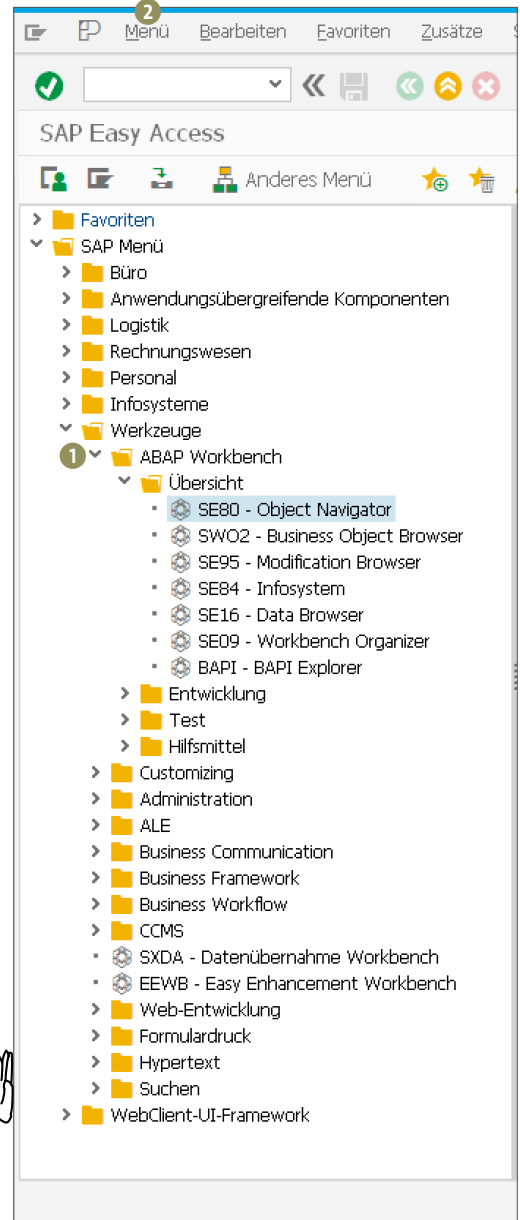 2
Menü Bearbeiten Favoriten Zusätze
SAP Easy Access
Anderes Menü
Favoriten
SAP Menü
Büro
Anwendungsübergreifende Komponenten
Logistik
Rechnungswesen
Personal
Infosysteme
Werkzeuge
1 ABAP Workbench
Übersicht
SE80 - Object Navigator
SWO2 - Business Object Browser
SE95 - Modification Browser
SE84 - Infosystem
SE16 - Data Browser
SE09 - Workbench Organizer
BAPI - BAPI Explorer
Entwicklung
Test
Hilfsmittel
Customizing
Administration
ALE
Business Communication
Business Framework
Business Workflow
CCMS
SXDA - Datenübernahme Workbench
EEWB - Easy Enhancement Workbench
Web-Entwicklung
Formulardruck
Hypertext
Suchen
WebClient-UI-Framework